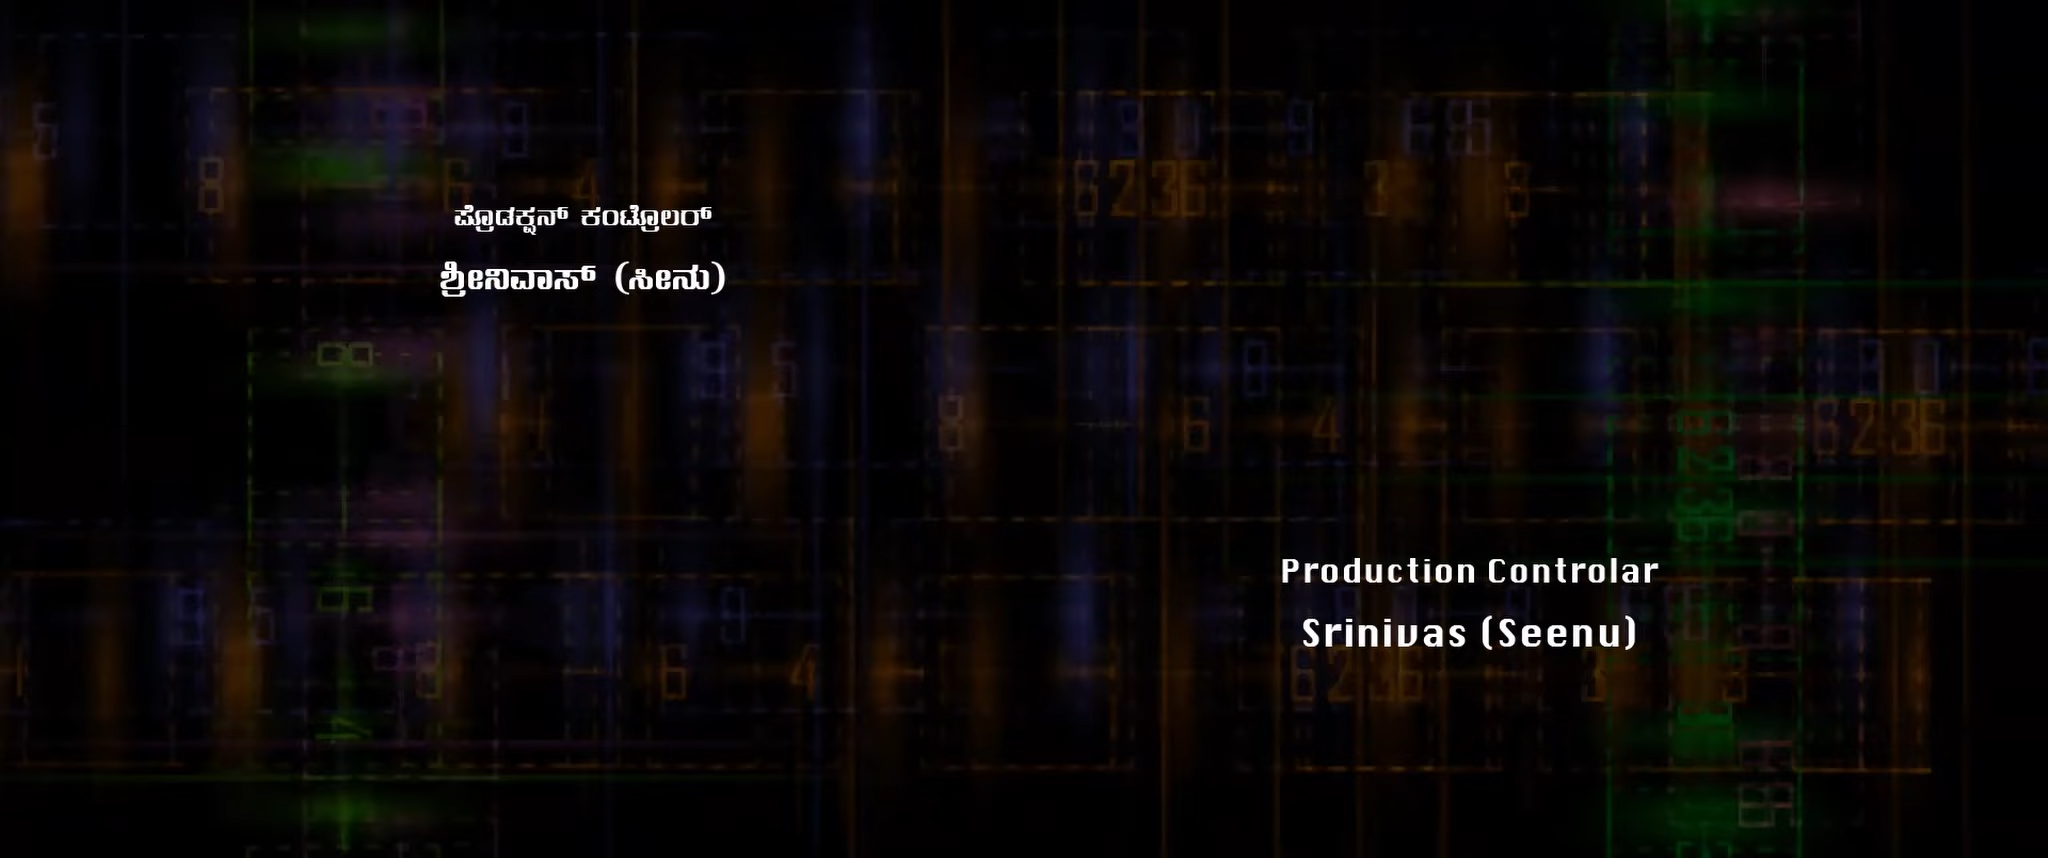 ಪ್ರೊಡಕ್ಷನ್ ಕಂಟ್ರೊಲರ್
ಶ್ರೀನಿವಾಸ್ (ಸೀನು)
Production Controlar
Srinivas (Seenu)